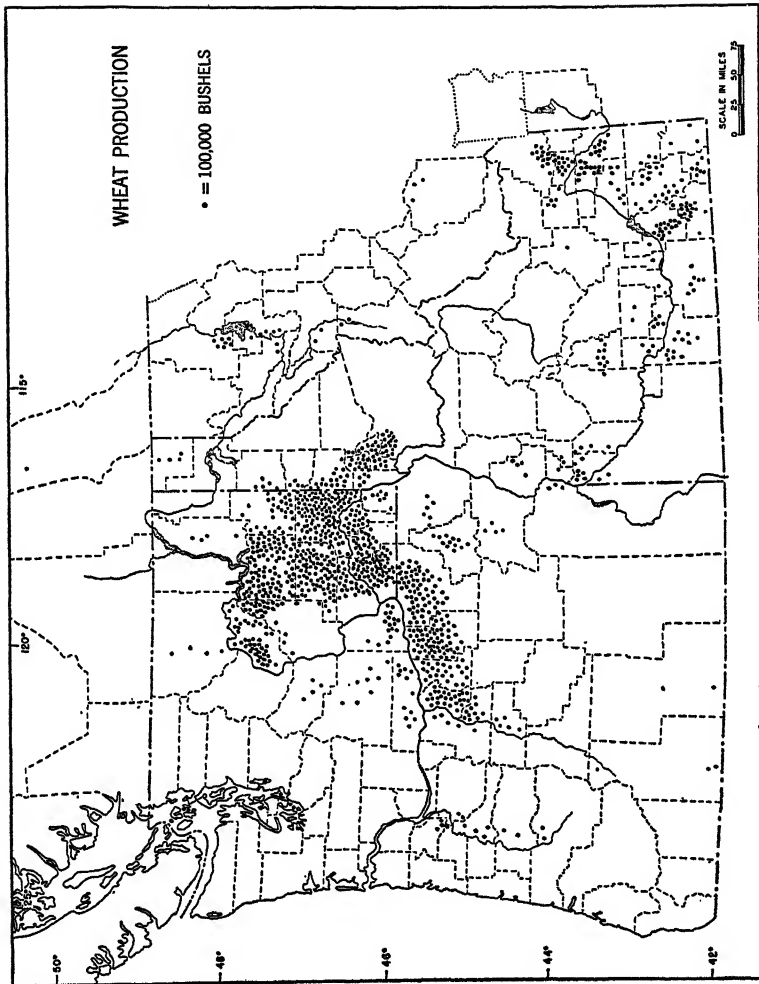 WHEAT PRODUCTION
• = 100,000 BUSHELS
115°
120°
50°
48°
46°
44°
42°
SCALE IN MILES
0 25 50 75